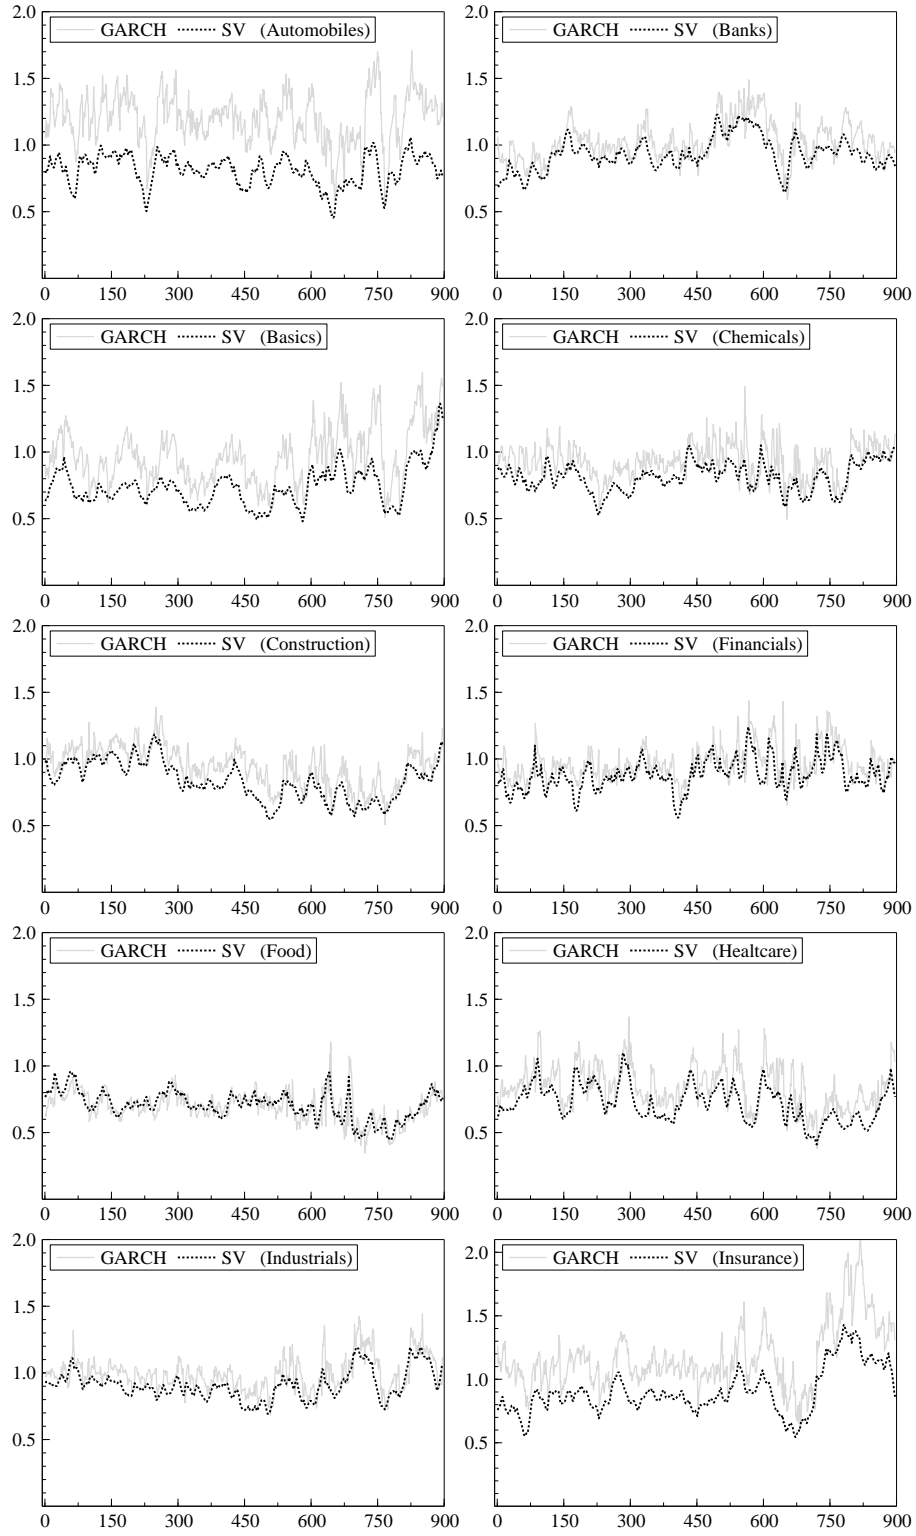 GARCH SV (Automobiles)
2.0
1.5
1.0
0.5
0 150 300 450 600 750 900
GARCH SV (Banks)
2.0
1.5
1.0
0.5
0 150 300 450 600 750 900
GARCH SV (Basics)
2.0
1.5
1.0
0.5
0 150 300 450 600 750 900
GARCH SV (Chemicals)
2.0
1.5
1.0
0.5
0 150 300 450 600 750 900
GARCH SV (Construction)
2.0
1.5
1.0
0.5
0 150 300 450 600 750 900
GARCH SV (Financials)
2.0
1.5
1.0
0.5
0 150 300 450 600 750 900
GARCH SV (Food)
2.0
1.5
1.0
0.5
0 150 300 450 600 750 900
GARCH SV (Healtcare)
2.0
1.5
1.0
0.5
0 150 300 450 600 750 900
GARCH SV (Industrials)
2.0
1.5
1.0
0.5
0 150 300 450 600 750 900
GARCH SV (Insurance)
2.0
1.5
1.0
0.5
0 150 300 450 600 750 900